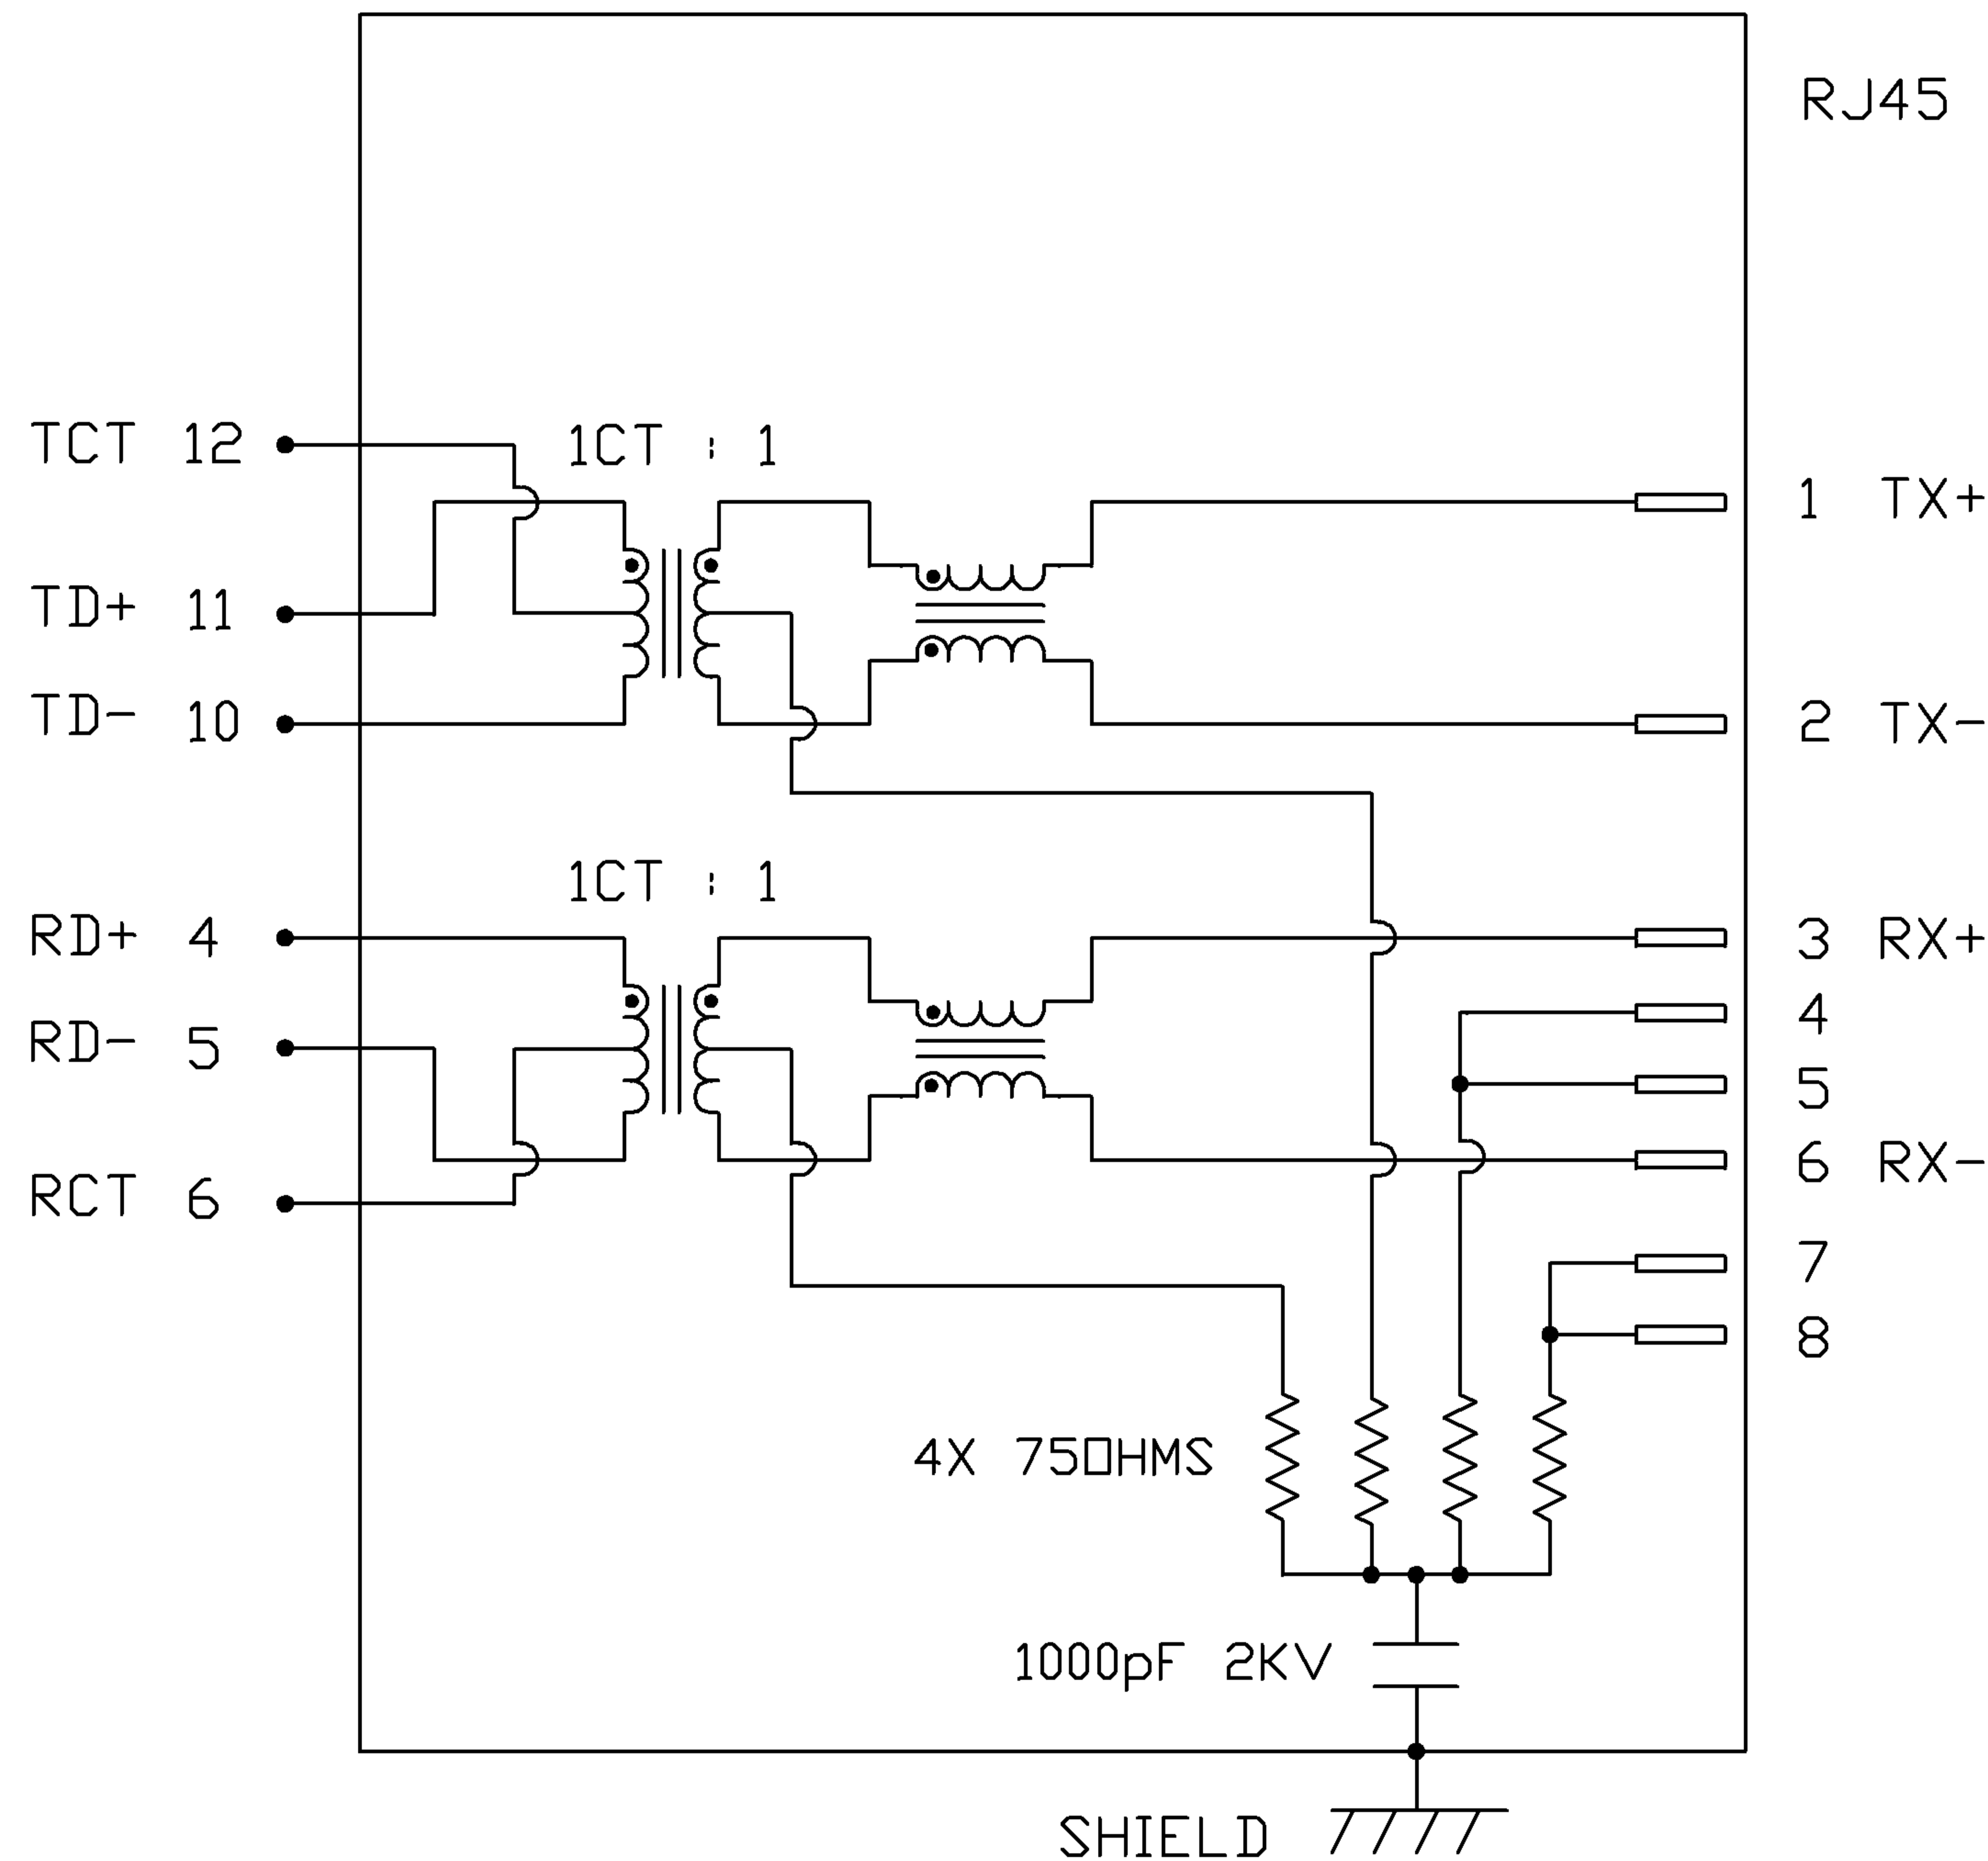 RJ45
TCT 12
1CT : 1
1 TX+
TD+ 11
TD- 10
2 TX-
1CT : 1
RD+ 4
3 RX+
4
RD- 5
5
6 RX-
RCT 6
7
8
4X 75OHMS
1000pF 2KV
SHIELD